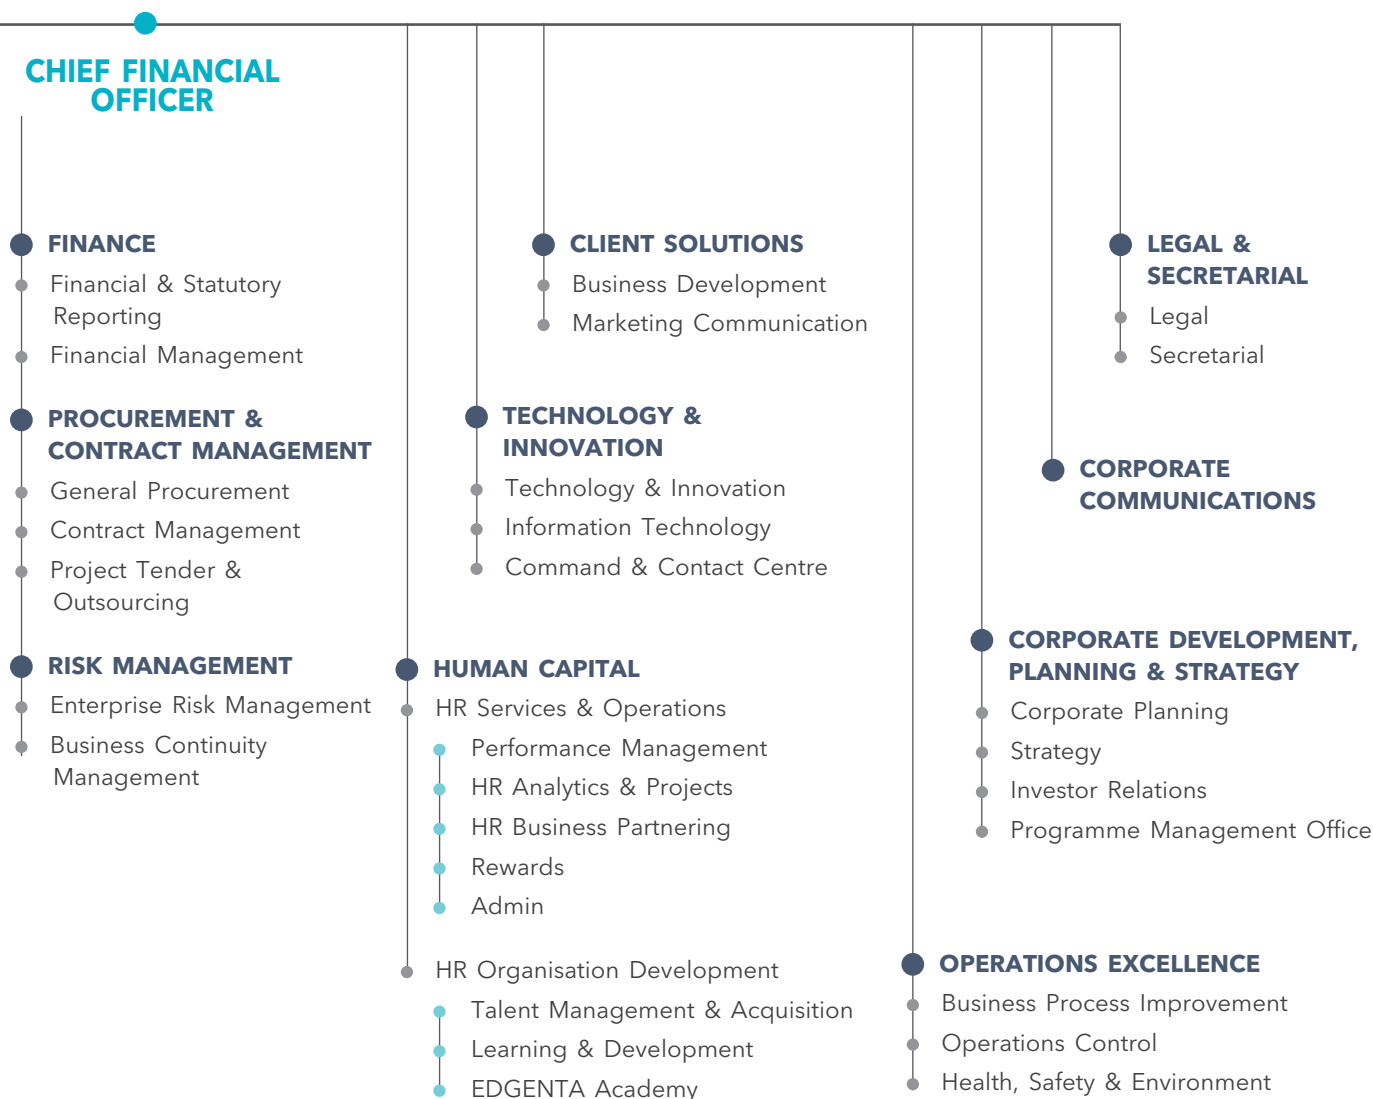 CHIEF FINANCIAL
OFFICER
FINANCE
Financial & Statutory
Reporting
Financial Management
PROCUREMENT &
CONTRACT MANAGEMENT
General Procurement
Contract Management
Project Tender &
Outsourcing
RISK MANAGEMENT
Enterprise Risk Management
Business Continuity
Management
CLIENT SOLUTIONS
Business Development
Marketing Communication
TECHNOLOGY &
INNOVATION
Technology & Innovation
Information Technology
Command & Contact Centre
HUMAN CAPITAL
HR Services & Operations
Performance Management
HR Analytics & Projects
HR Business Partnering
Rewards
Admin
HR Organisation Development
Talent Management & Acquisition
Learning & Development
EDGENTA Academy
LEGAL &
SECRETARIAL
Legal
Secretarial
CORPORATE
COMMUNICATIONS
CORPORATE DEVELOPMENT,
PLANNING & STRATEGY
Corporate Planning
Strategy
Investor Relations
Programme Management Office
OPERATIONS EXCELLENCE
Business Process Improvement
Operations Control
Health, Safety & Environment